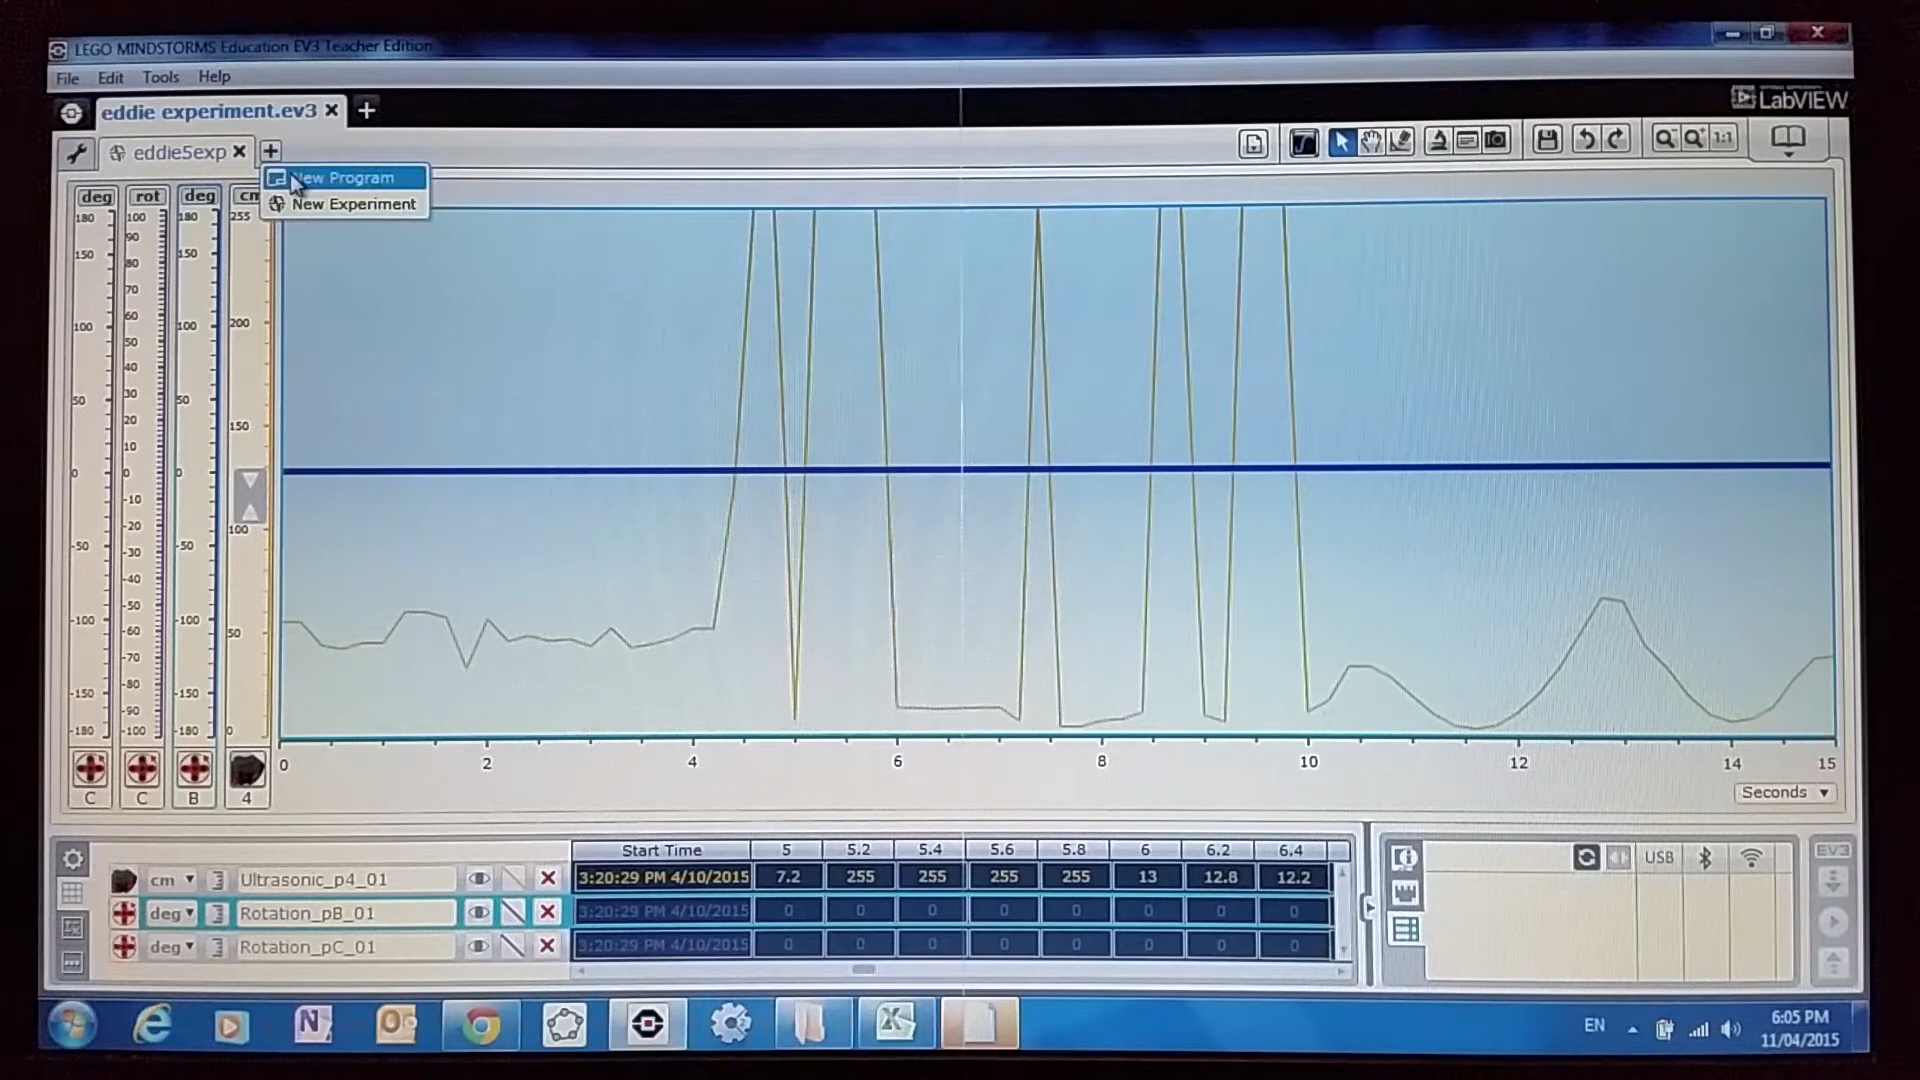 LEGO MINDSTORMS Education EV3 Teacher Edition
File Edit Tools Help
eddie experiment.ev3
LabVIEW
eddie5exp
1:1
New Program
New Experiment
deg rot deg cm
180 100 180 255
90
150 150
80
70
60
100 100 200
50
40
50 30 50
20
150
10
0 0 0
-10
-20
100
-50 -30 -50
-40
-50
-100 -60 -100 50
-70
-80
-150 -90 -150
-180 -100 -180 0
C C B 4
0 2 4 6 8 10 12 14 15
Seconds
Start Time 5 5.2 5.4 5.6 5.8 6 6.2 6.4
cm Ultrasonic_p4_01 3:20:29 PM 4/10/2015 7.2 255 255 255 255 13 12.8 12.2
deg Rotation_pB_01 3:20:29 PM 4/10/2015 0 0 0 0 0 0 0 0
deg Rotation_pC_01 3:20:29 PM 4/10/2015 0 0 0 0 0 0 0 0
USB
EV3
EN
6:05 PM
11/04/2015